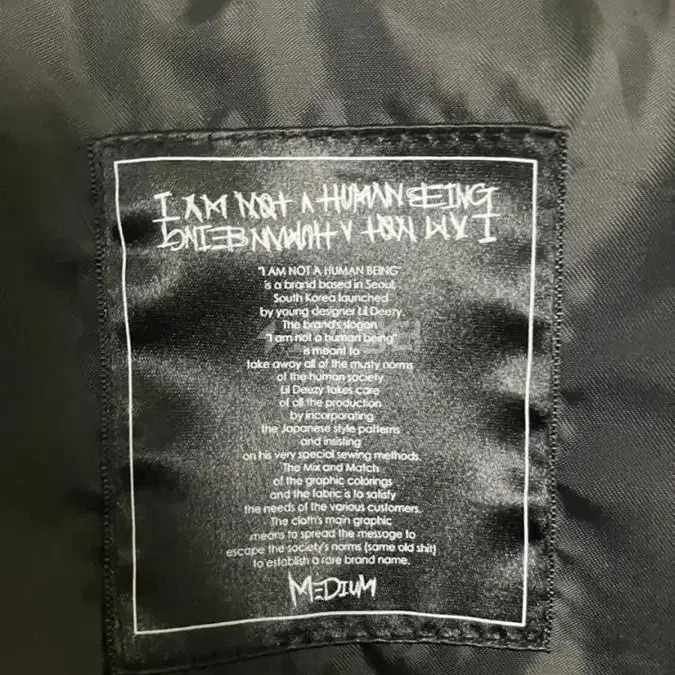 I AM NOT A HUMAN BEING
I AM NOT A HUMAN BEING
"I AM NOT A HUMAN BEING"
is a brand based in Seoul,
South Korea launched
by young designer Lil Deezy.
The brand's slogan
"I am not a human being"
is meant to
take away all of the musty norms
of the human society.
Lil Deezy takes care
of all the production
by incorporating
the Japanese style patterns
and insisting
on his very special sewing methods.
The Mix and Match
of the graphic colorings
and the fabric is to satisfy
the needs of the various customers.
The cloth's main graphic
means to spread the message to
escape the society's norms (same old shit)
to establish a rare brand name.
MEDIUM